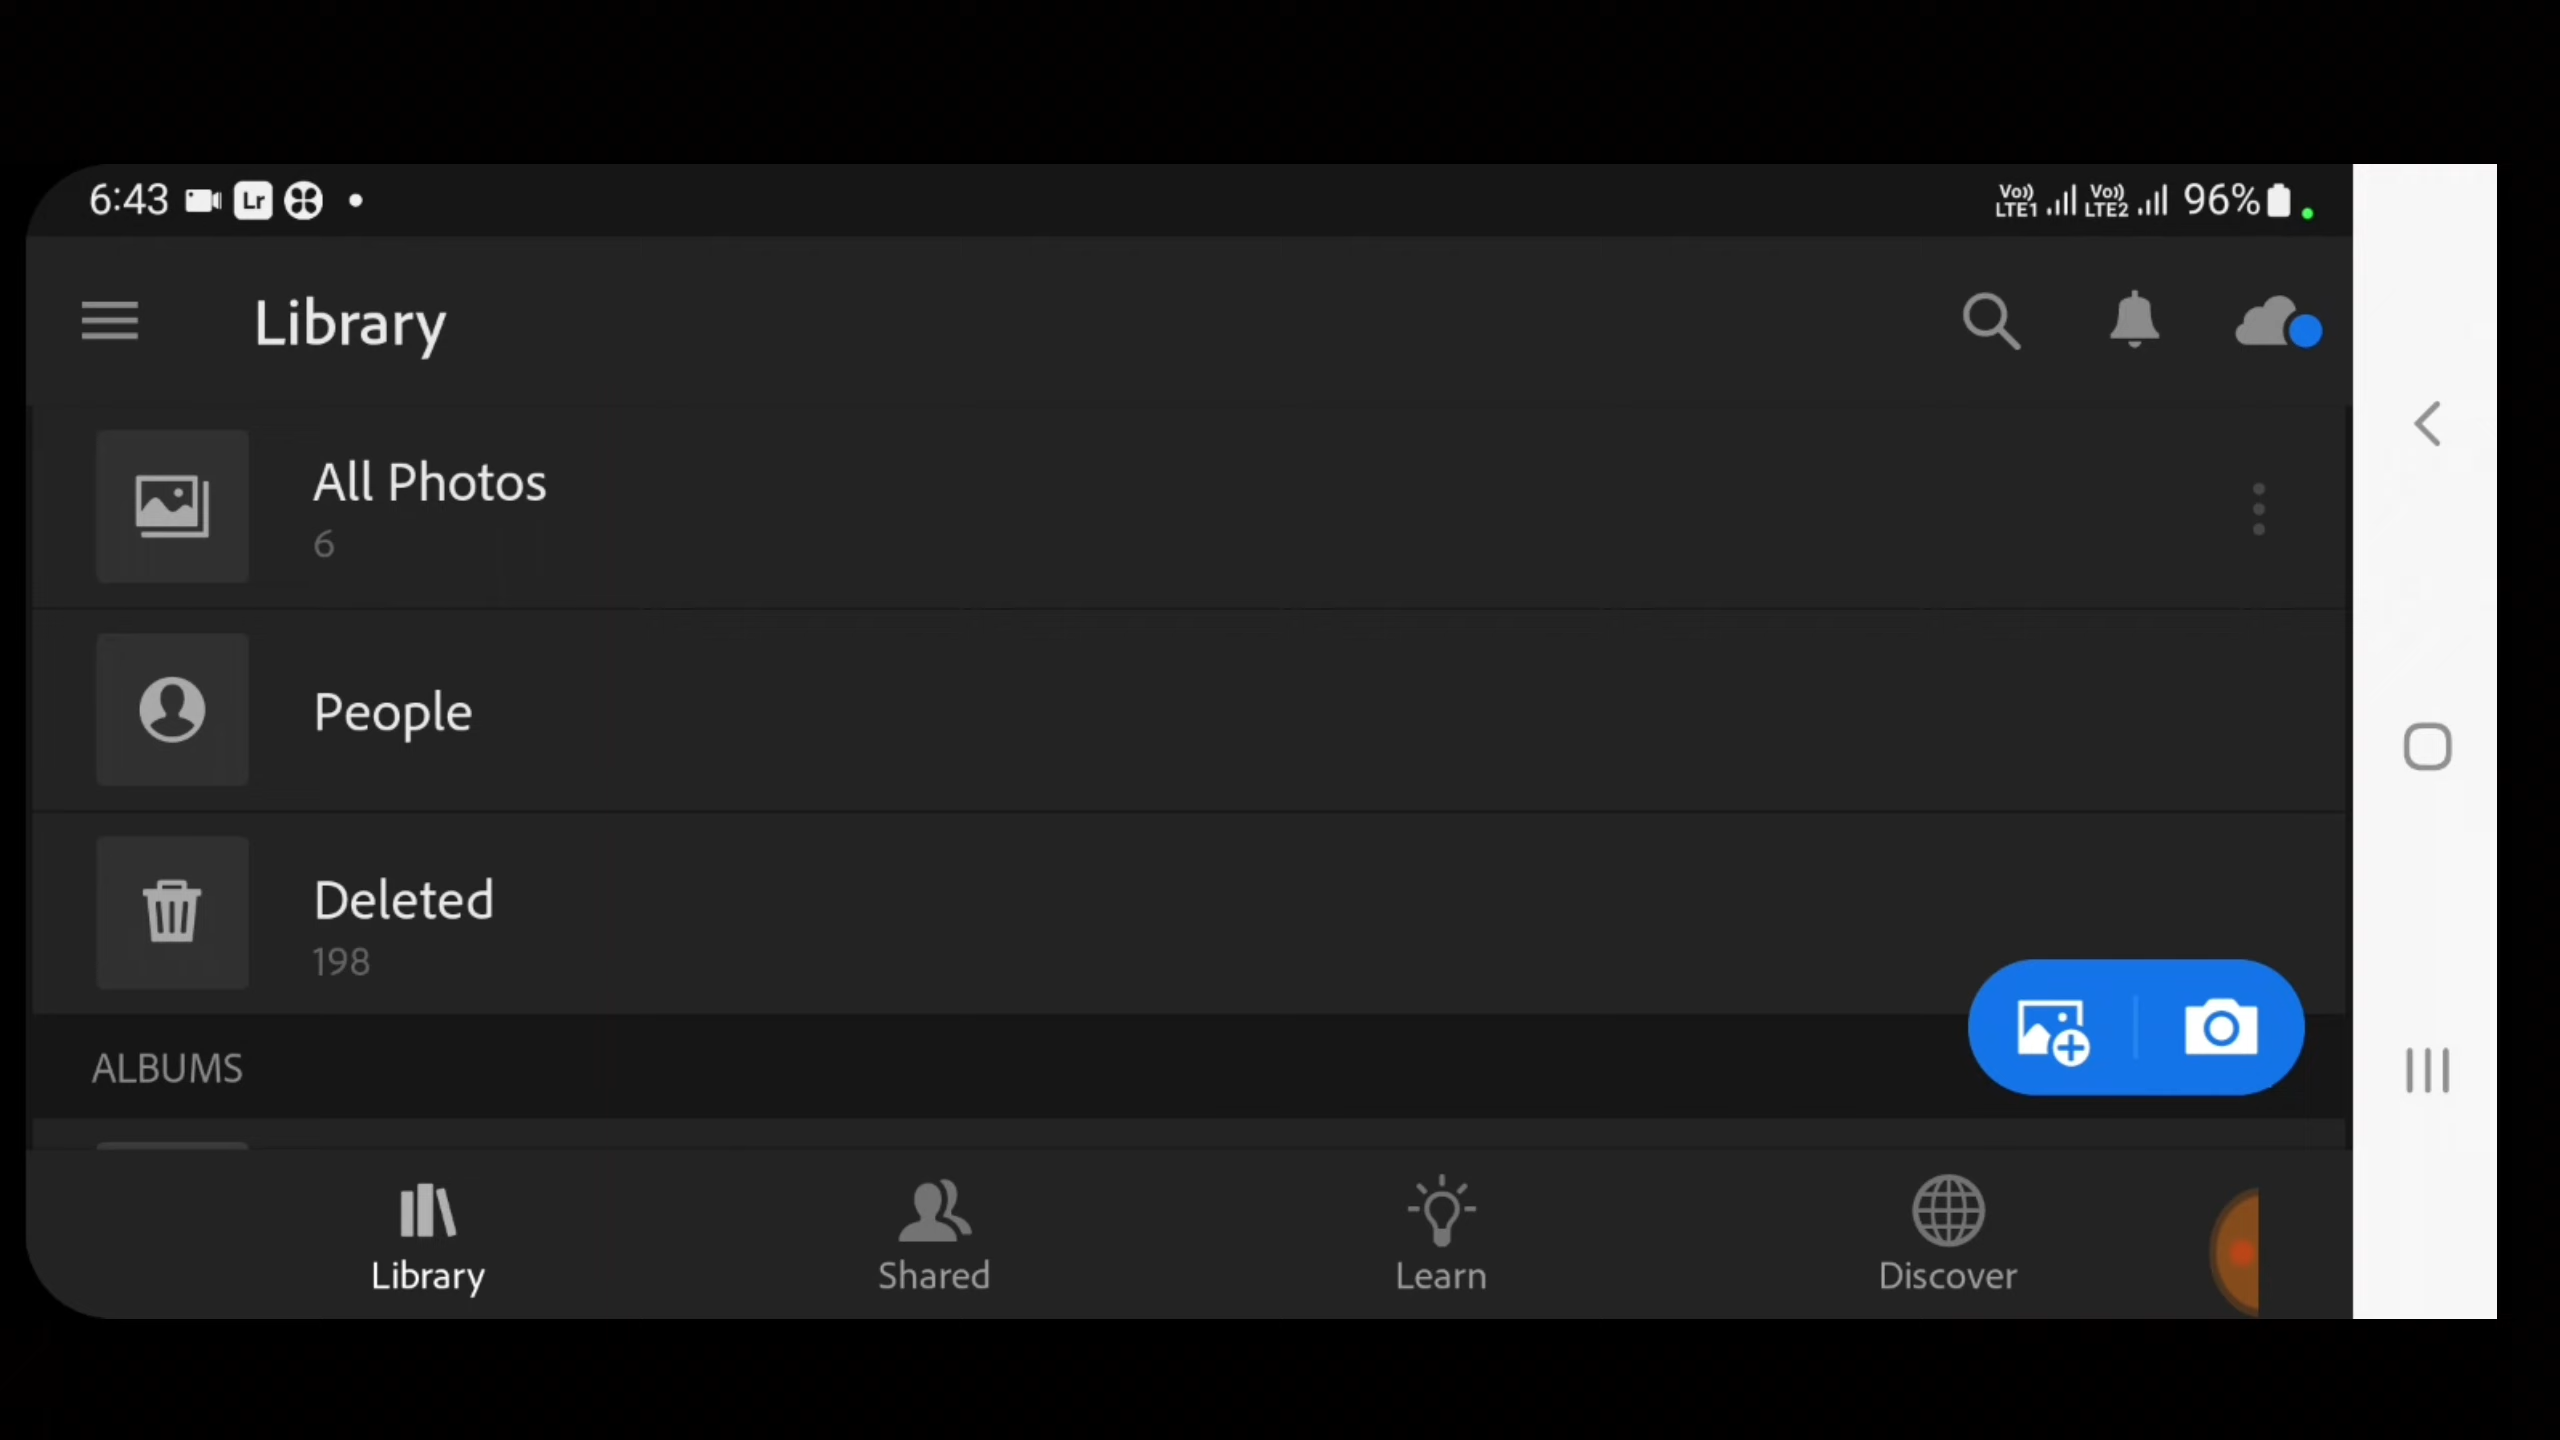 6:43 Lr Vo)) LTE1 Vo)) LTE2 96%
Library
All Photos
6
People
Deleted
198
ALBUMS
Library Shared Learn Discover